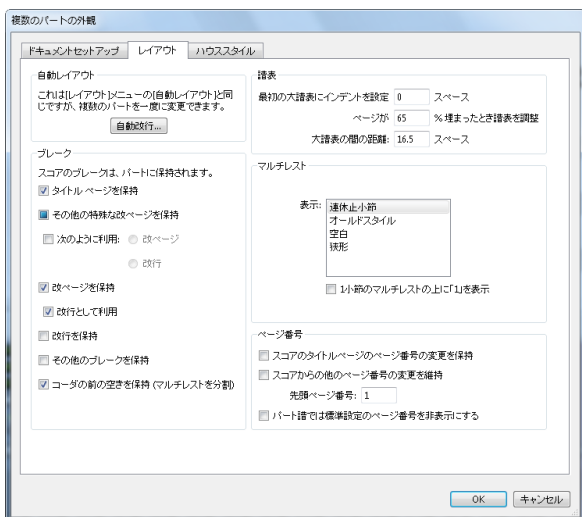 複数のパートの外観
ドキュメントセットアップ
レイアウト
ハウススタイル
自動レイアウト
これは[レイアウト]メニューの[自動レイアウト]と同
じですが、複数のパートを一度に変更できます。
自動改行...
ブレーク
スコアのブレークは、パートに保持されます。
タイトル ページを保持
その他の特殊な改ページを保持
次のように利用:
改ページ
改行
改ページを保持
改行として利用
改行を保持
その他のブレークを保持
コーダの前の空きを保持 (マルチレストを分割)
譜表
最初の大譜表にインデントを設定 0 スペース
ページが 65 % 埋まったとき譜表を調整
大譜表の間の距離: 16.5 スペース
マルチレスト
表示:
連休止小節
オールドスタイル
空白
狭形
1小節のマルチレストの上に「1」を表示
ページ番号
スコアのタイトルページのページ番号の変更を保持
スコアからの他のページ番号の変更を維持
先頭ページ番号: 1
パート譜では標準設定のページ番号を非表示にする
OK
キャンセル